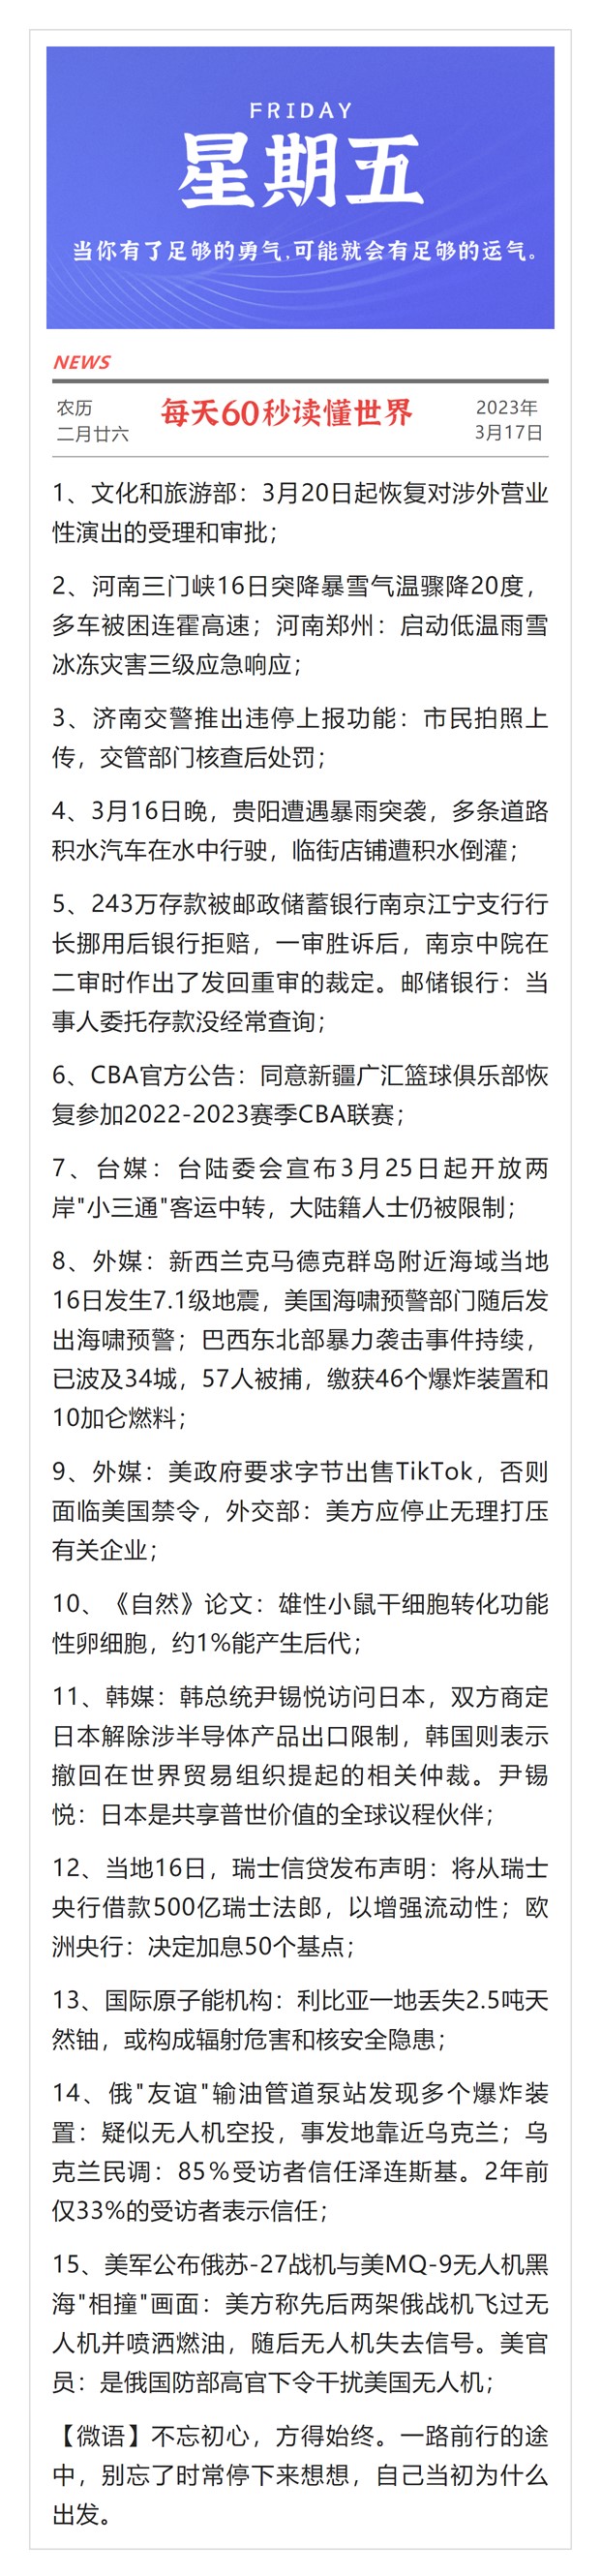 FRIDAY
星期五
当你有了足够的勇气,可能就会有足够的运气。
NEWS
农历
二月廿六
每天60秒读懂世界
2023年
3月17日
1、文化和旅游部：3月20日起恢复对涉外营业
性演出的受理和审批；
2、河南三门峡16日突降暴雪气温骤降20度，
多车被困连霍高速；河南郑州：启动低温雨雪
冰冻灾害三级应急响应；
3、济南交警推出违停上报功能：市民拍照上
传，交管部门核查后处罚；
4、3月16日晚，贵阳遭遇暴雨突袭，多条道路
积水汽车在水中行驶，临街店铺遭积水倒灌；
5、243万存款被邮政储蓄银行南京江宁支行行
长挪用后银行拒赔，一审胜诉后，南京中院在
二审时作出了发回重审的裁定。邮储银行：当
事人委托存款没经常查询；
6、CBA官方公告：同意新疆广汇篮球俱乐部恢
复参加2022-2023赛季CBA联赛；
7、台媒：台陆委会宣布3月25日起开放两
岸"小三通"客运中转，大陆籍人士仍被限制；
8、外媒：新西兰克马德克群岛附近海域当地
16日发生7.1级地震，美国海啸预警部门随后发
出海啸预警；巴西东北部暴力袭击事件持续，
已波及34城，57人被捕，缴获46个爆炸装置和
10加仑燃料；
9、外媒：美政府要求字节出售TikTok，否则
面临美国禁令，外交部：美方应停止无理打压
有关企业；
10、《自然》论文：雄性小鼠干细胞转化功能
性卵细胞，约1%能产生后代；
11、韩媒：韩总统尹锡悦访问日本，双方商定
日本解除涉半导体产品出口限制，韩国则表示
撤回在世界贸易组织提起的相关仲裁。尹锡
悦：日本是共享普世价值的全球议程伙伴；
12、当地16日，瑞士信贷发布声明：将从瑞士
央行借款500亿瑞士法郎，以增强流动性；欧
洲央行：决定加息50个基点；
13、国际原子能机构：利比亚一地丢失2.5吨天
然铀，或构成辐射危害和核安全隐患；
14、俄"友谊"输油管道泵站发现多个爆炸装
置：疑似无人机空投，事发地靠近乌克兰；乌
克兰民调：85%受访者信任泽连斯基。2年前
仅33%的受访者表示信任；
15、美军公布俄苏-27战机与美MQ-9无人机黑
海"相撞"画面：美方称先后两架俄战机飞过无
人机并喷洒燃油，随后无人机失去信号。美官
员：是俄国防部高官下令干扰美国无人机；
【微语】不忘初心，方得始终。一路前行的途
中，别忘了时常停下来想想，自己当初为什么
出发。